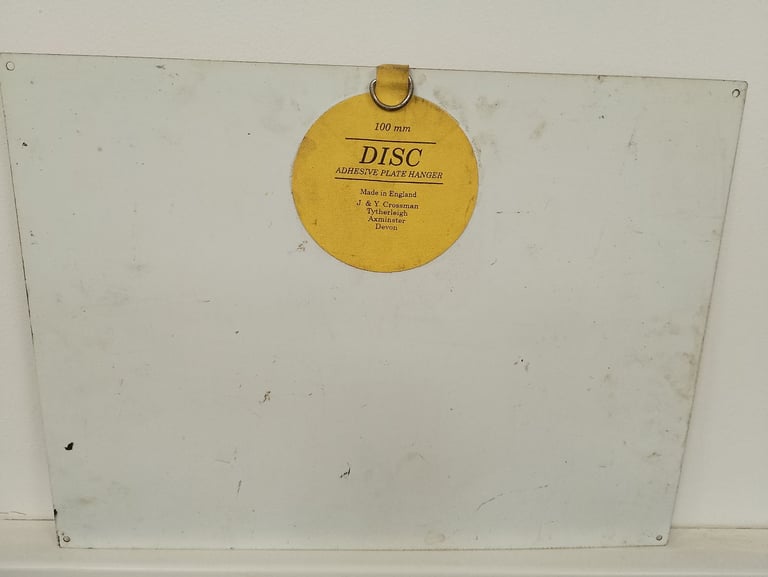 100 mm
DISC
ADHESIVE PLATE HANGER
Made in England
J. & Y. Crossman
Tytherleigh
Axminster
Devon